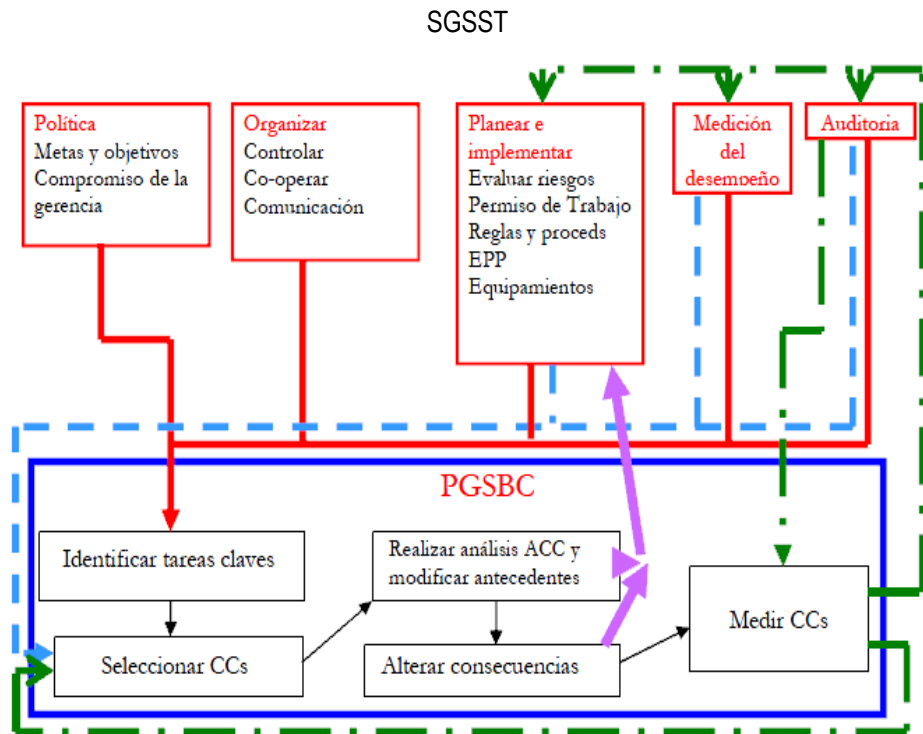 SGSST
Política
Metas y objetivos
Compromiso de la
gerencia
Organizar
Controlar
Co-operar
Comunicación
Planear e
implementar
Evaluar riesgos
Permiso de Trabajo
Reglas y proceds
EPP
Equipamientos
Medición
del
desempeño
Auditoria
PGSBC
Identificar tareas claves
Seleccionar CCs
Realizar análisis ACC y
modificar antecedentes
Alterar consecuencias
Medir CCs